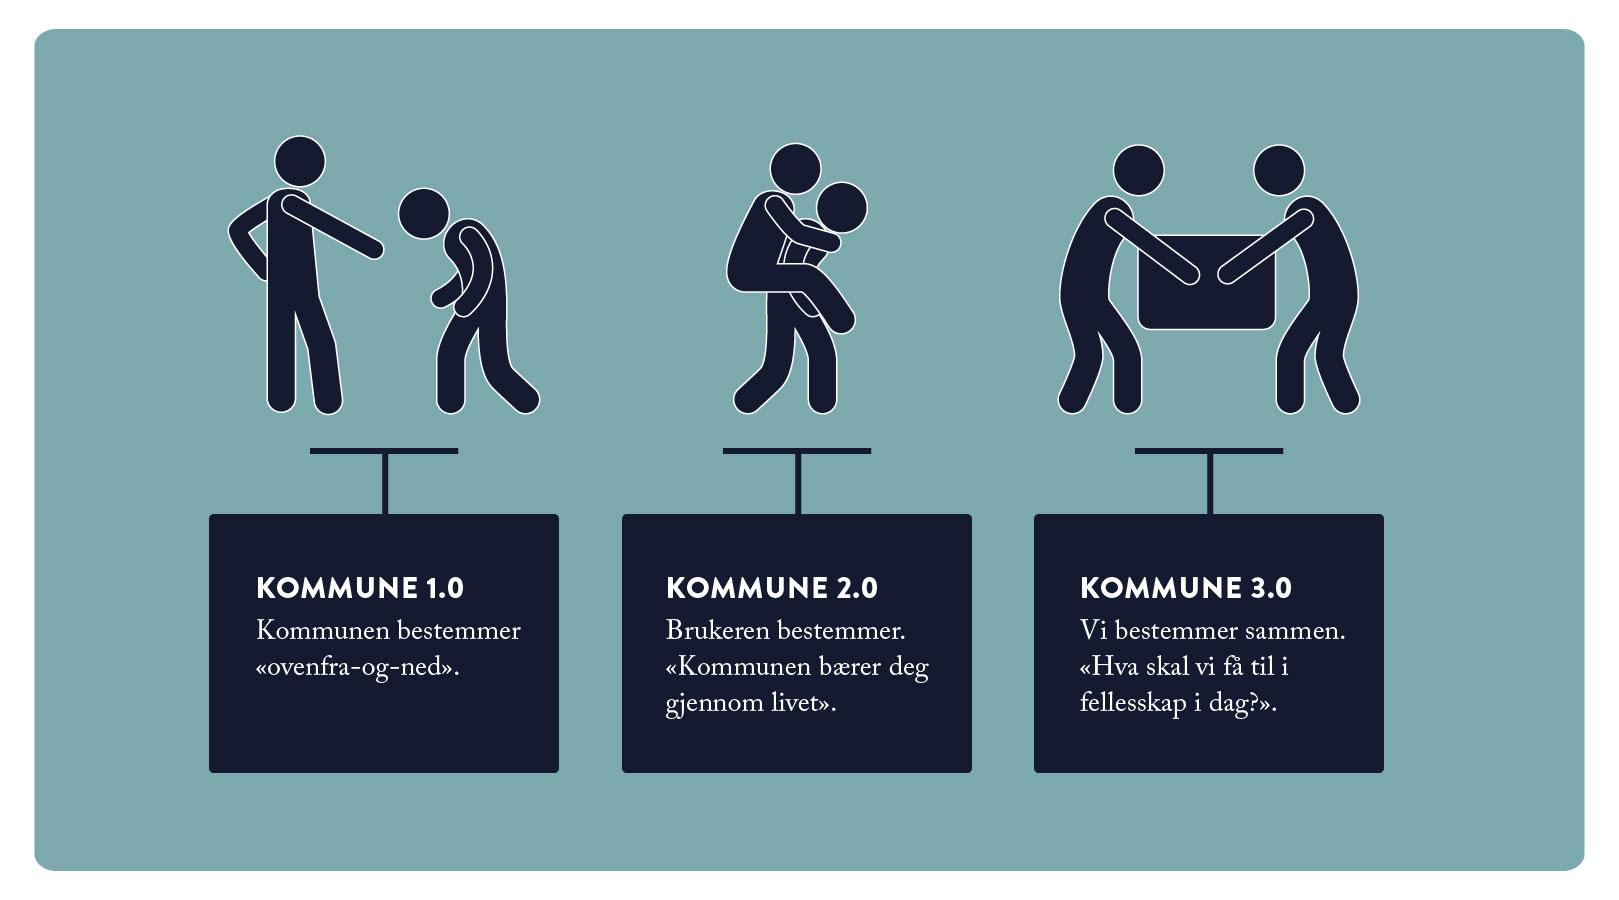 KOMMUNE 1.0
Kommunen bestemmer
«ovenfra-og-ned».
KOMMUNE 2.0
Brukeren bestemmer.
«Kommunen bærer deg
gjennom livet».
KOMMUNE 3.0
Vi bestemmer sammen.
«Hva skal vi få til i
fellesskap i dag?».